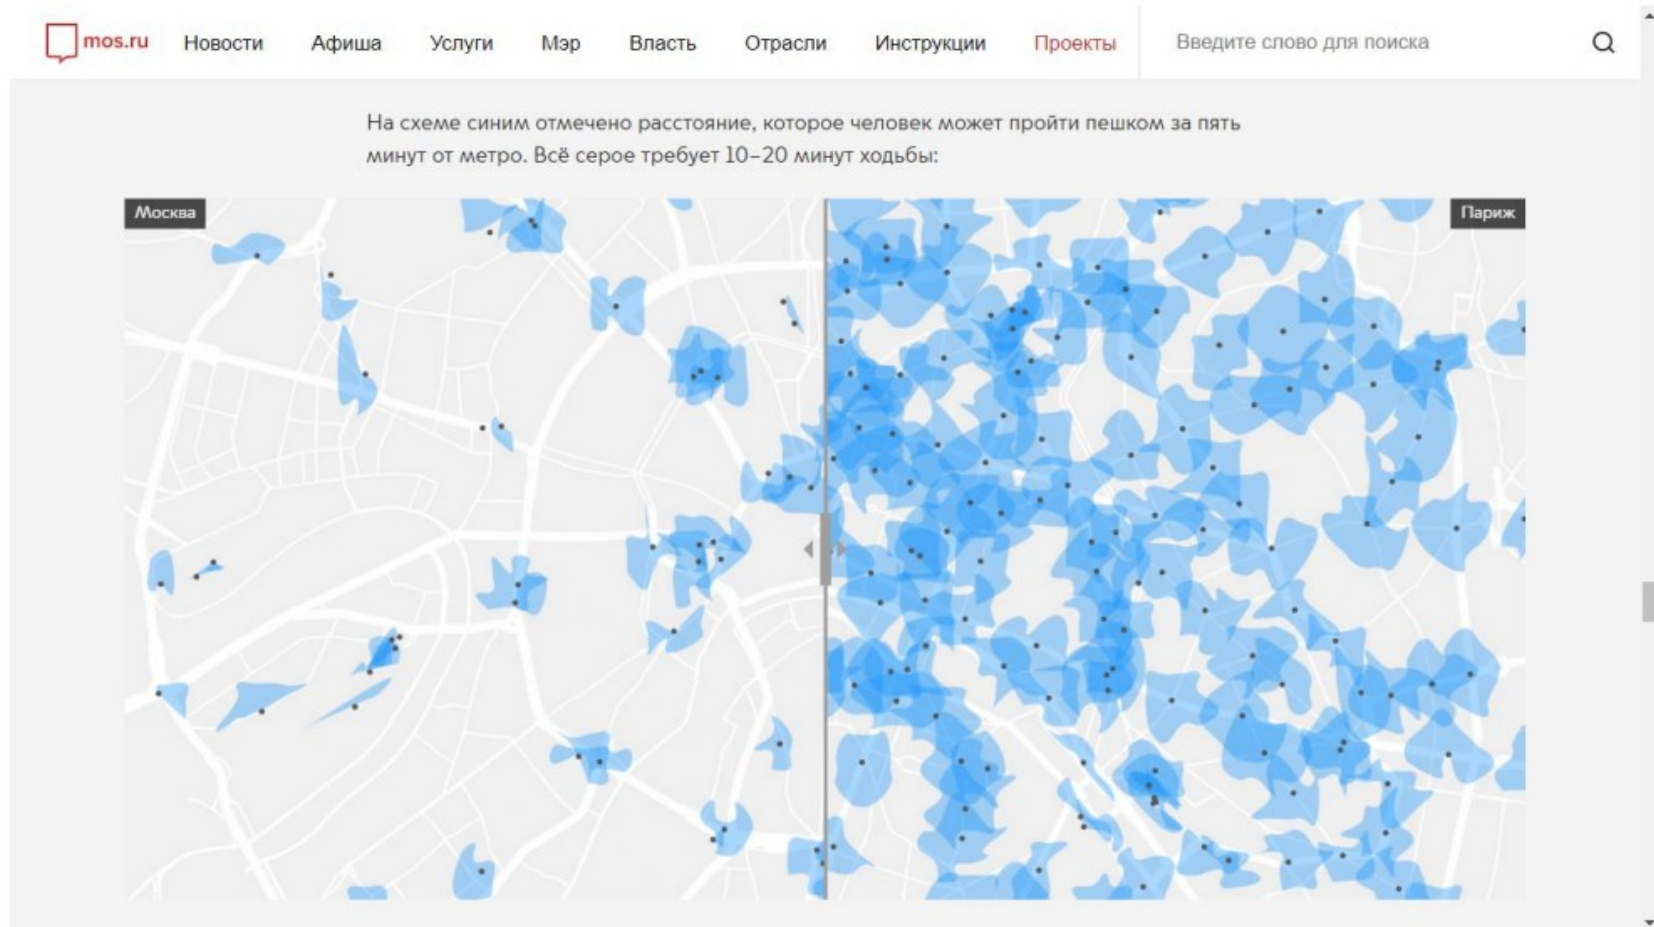 mos.ru Новости Афиша Услуги Мэр Власть Отрасли Инструкции Проекты Введите слово для поиска
На схеме синим отмечено расстояние, которое человек может пройти пешком за пять
минут от метро. Всё серое требует 10–20 минут ходьбы:
Москва Париж